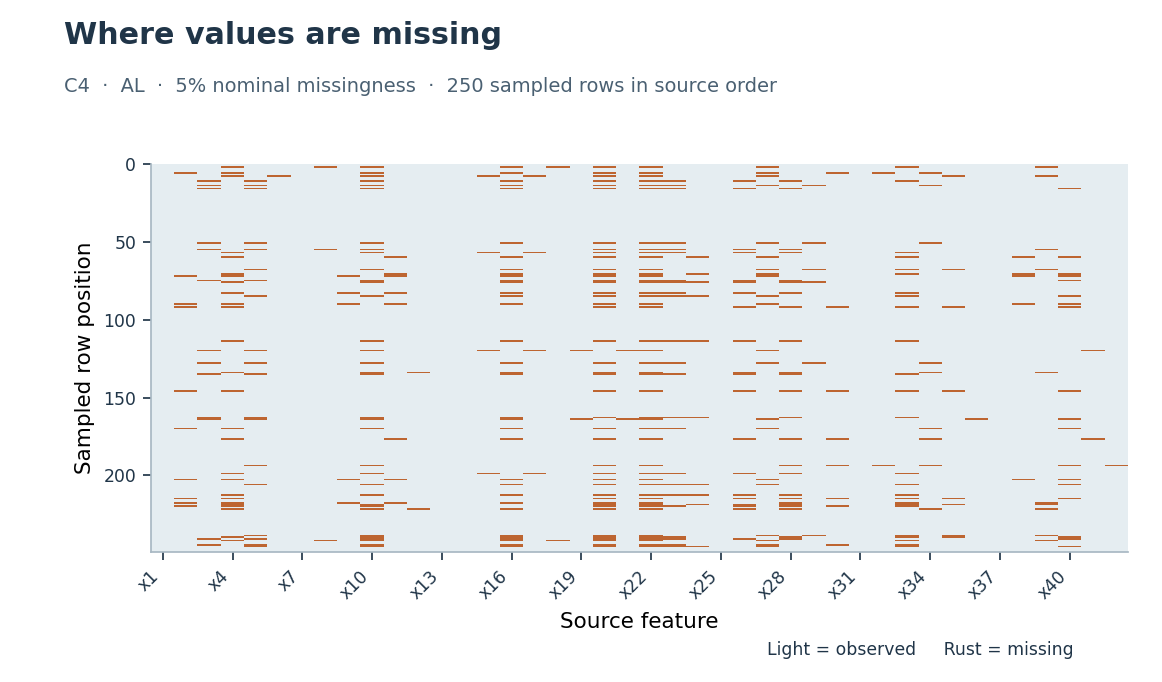 Where values are missing
C4 · AL · 5% nominal missingness · 250 sampled rows in source order
0
50
100
150
200
Sampled row position
x1 x4 x7 x10 x13 x16 x19 x22 x25 x28 x31 x34 x37 x40
Source feature
Light = observed Rust = missing